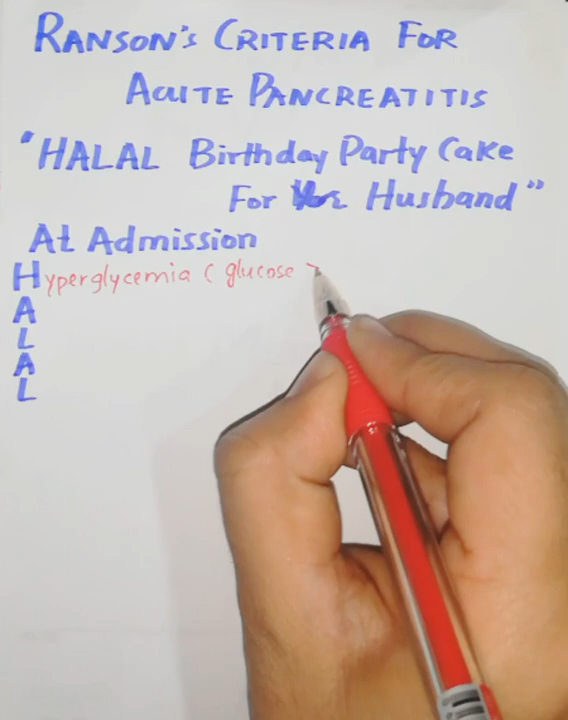 RANSON'S CRITERIA FOR
ACUTE PANCREATITIS
"HALAL Birthday Party Cake
For Husband"
At Admission
Hyperglycemia ( glucose >
A
L
A
L